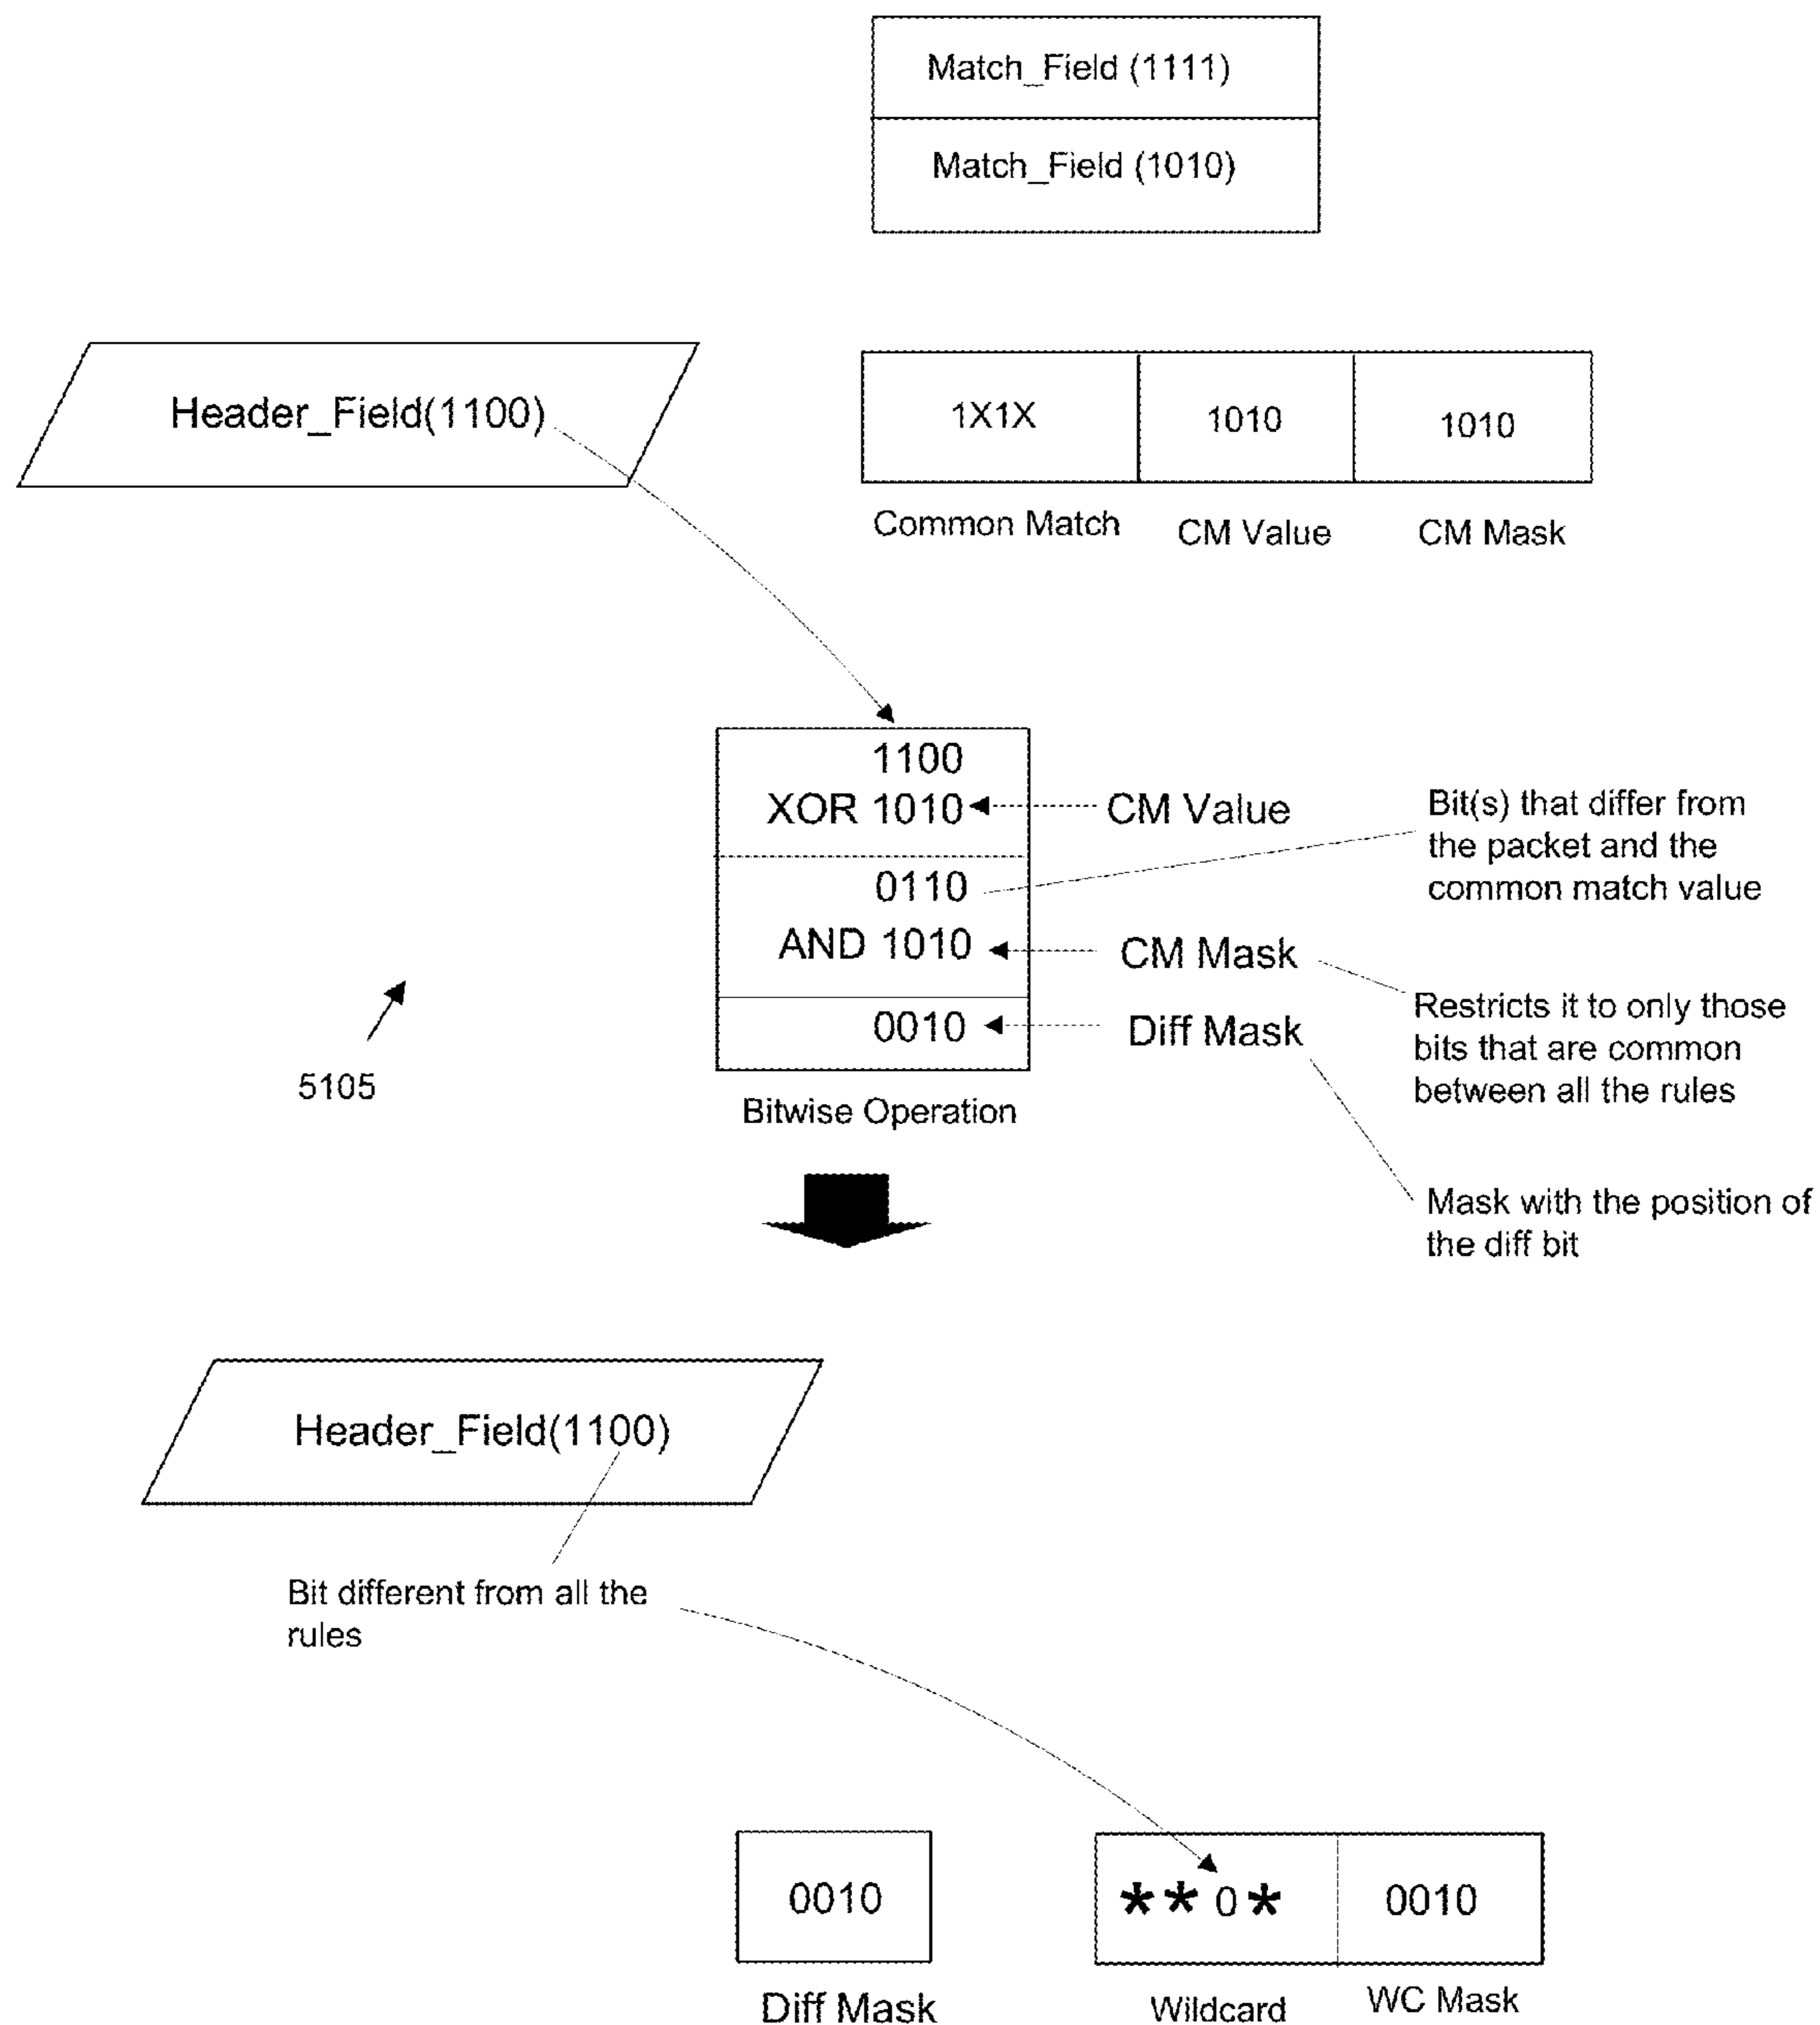 Match_Field (1111)
Match_Field (1010)
Header_Field(1100)
1X1X
1010
1010
Common Match
CM Value
CM Mask
1100
XOR 1010
CM Value
0110
AND 1010
CM Mask
0010
Diff Mask
Bitwise Operation
Bit(s) that differ from
the packet and the
common match value
Restricts it to only those
bits that are common
between all the rules
Mask with the position of
the diff bit
5105
Header_Field(1100)
Bit different from all the
rules
0010
**0*
0010
Diff Mask
Wildcard
WC Mask